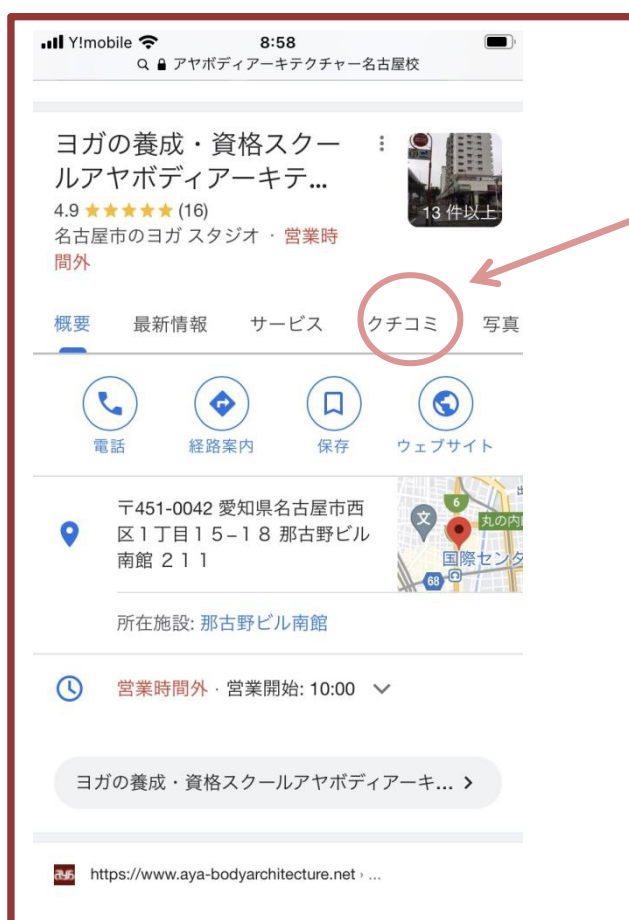 Y!mobile 8:58
アヤボディアーキテクチャー名古屋校
ヨガの養成・資格スクー
ルアヤボディアーキテ...
4.9 ★★★★★ (16)
名古屋市のヨガ スタジオ · 営業時
間外
13 件以上
概要 最新情報 サービス クチコミ 写真
電話 経路案内 保存 ウェブサイト
〒451-0042 愛知県名古屋市西
区1丁目15−18 那古野ビル
南館 211
文
6
丸の内
国際センタ
68
所在施設: 那古野ビル南館
営業時間外 · 営業開始: 10:00
ヨガの養成・資格スクールアヤボディアーキ...
aya https://www.aya-bodyarchitecture.net › ...